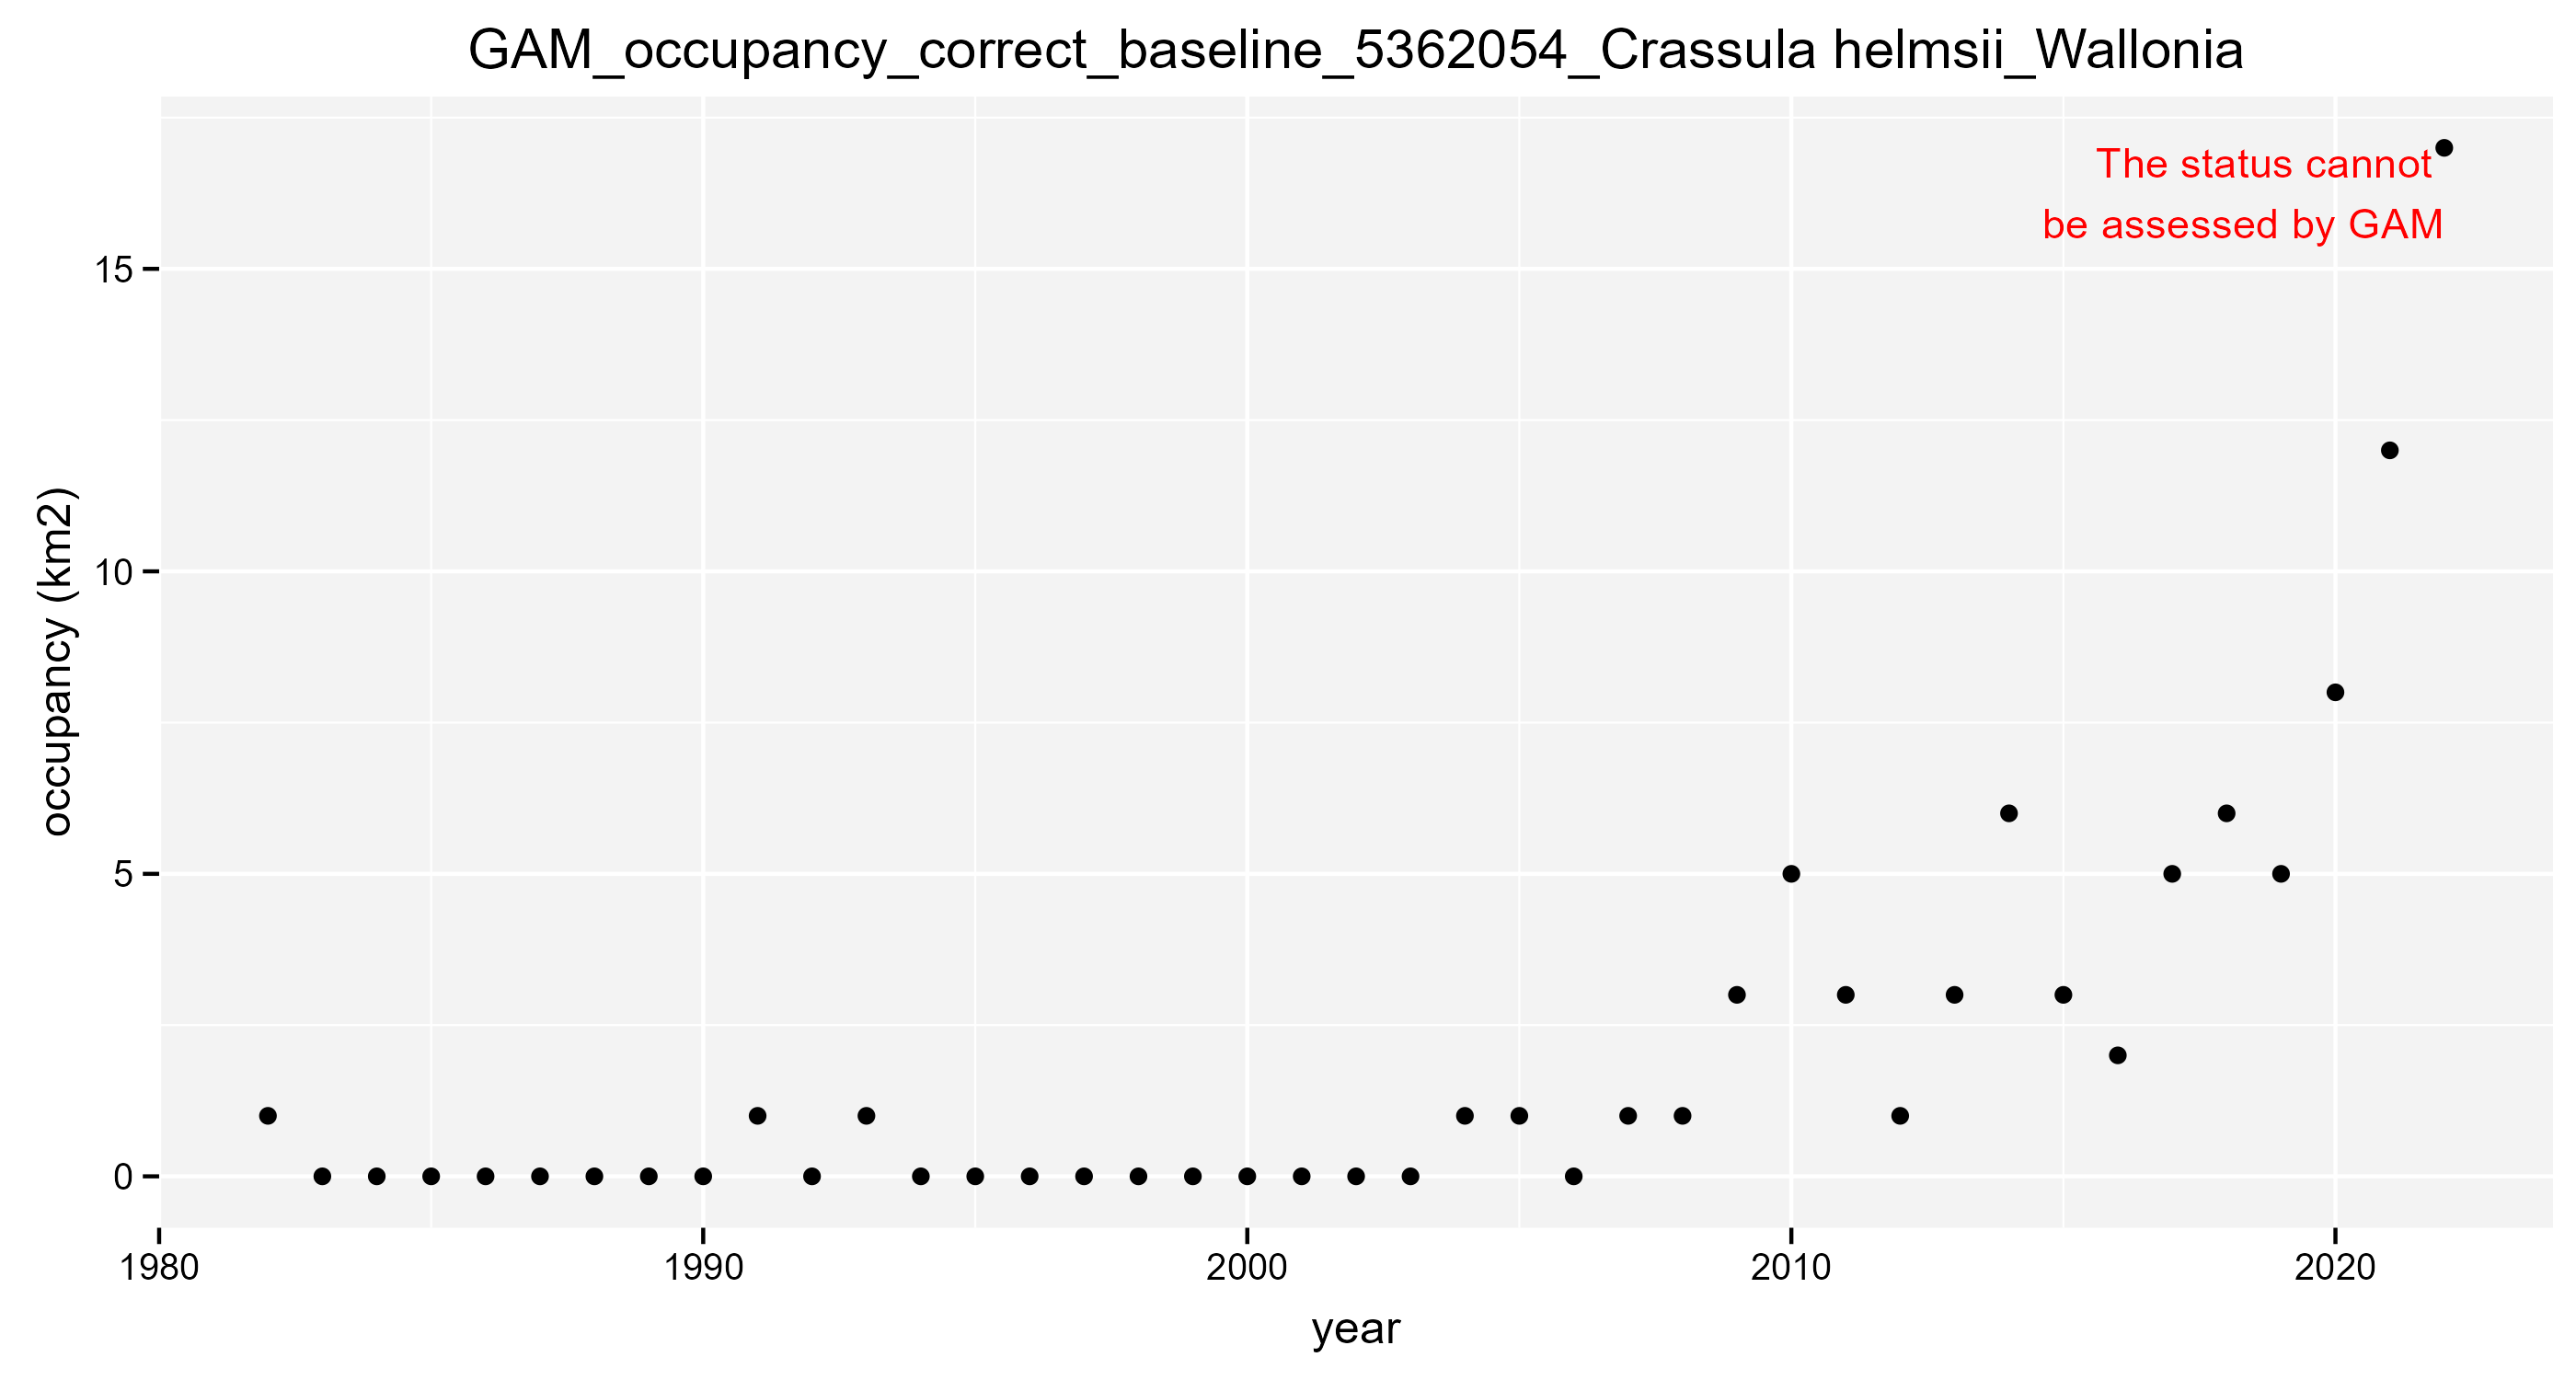 GAM_occupancy_correct_baseline_5362054_Crassula helmsii_Wallonia
The status cannot
be assessed by GAM
15
10
5
0
occupancy (km2)
1980 1990 2000 2010 2020
year